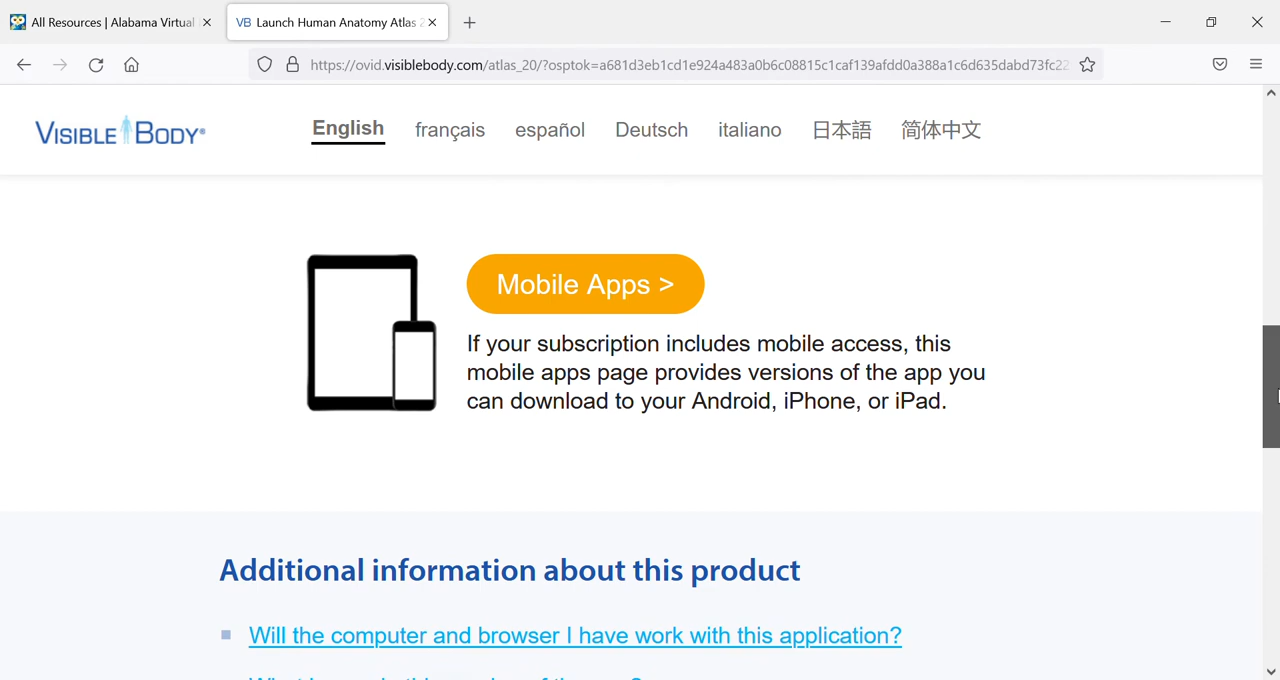 All Resources | Alabama Virtual
VB Launch Human Anatomy Atlas 2
https://ovid.visiblebody.com/atlas_20/?osptok=a681d3eb1cd1e924a483a0b6c08815c1caf139afdd0a388a1c6d635dabd73fc22
VISIBLE BODY®
English français español Deutsch italiano 日本語 简体中文
Mobile Apps >
If your subscription includes mobile access, this
mobile apps page provides versions of the app you
can download to your Android, iPhone, or iPad.
Additional information about this product
Will the computer and browser I have work with this application?